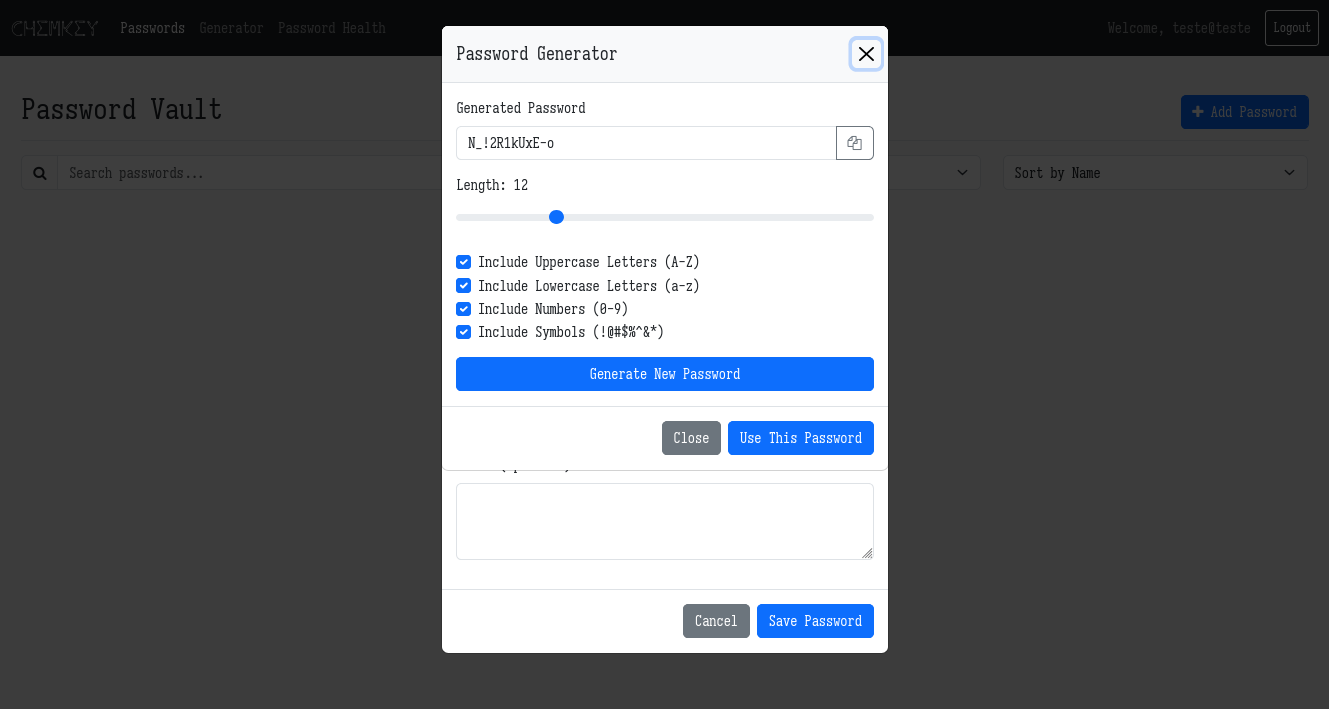 CHEMKEY Passwords Generator Password Health Welcome, teste@teste Logout
Password Generator
Password Vault
Add Password
Generated Password
N_!2R1kUxE-o
Search passwords...
Sort by Name
Length: 12
Include Uppercase Letters (A-Z)
Include Lowercase Letters (a-z)
Include Numbers (0-9)
Include Symbols (!@#$%^&*)
Generate New Password
Close Use This Password
Cancel Save Password